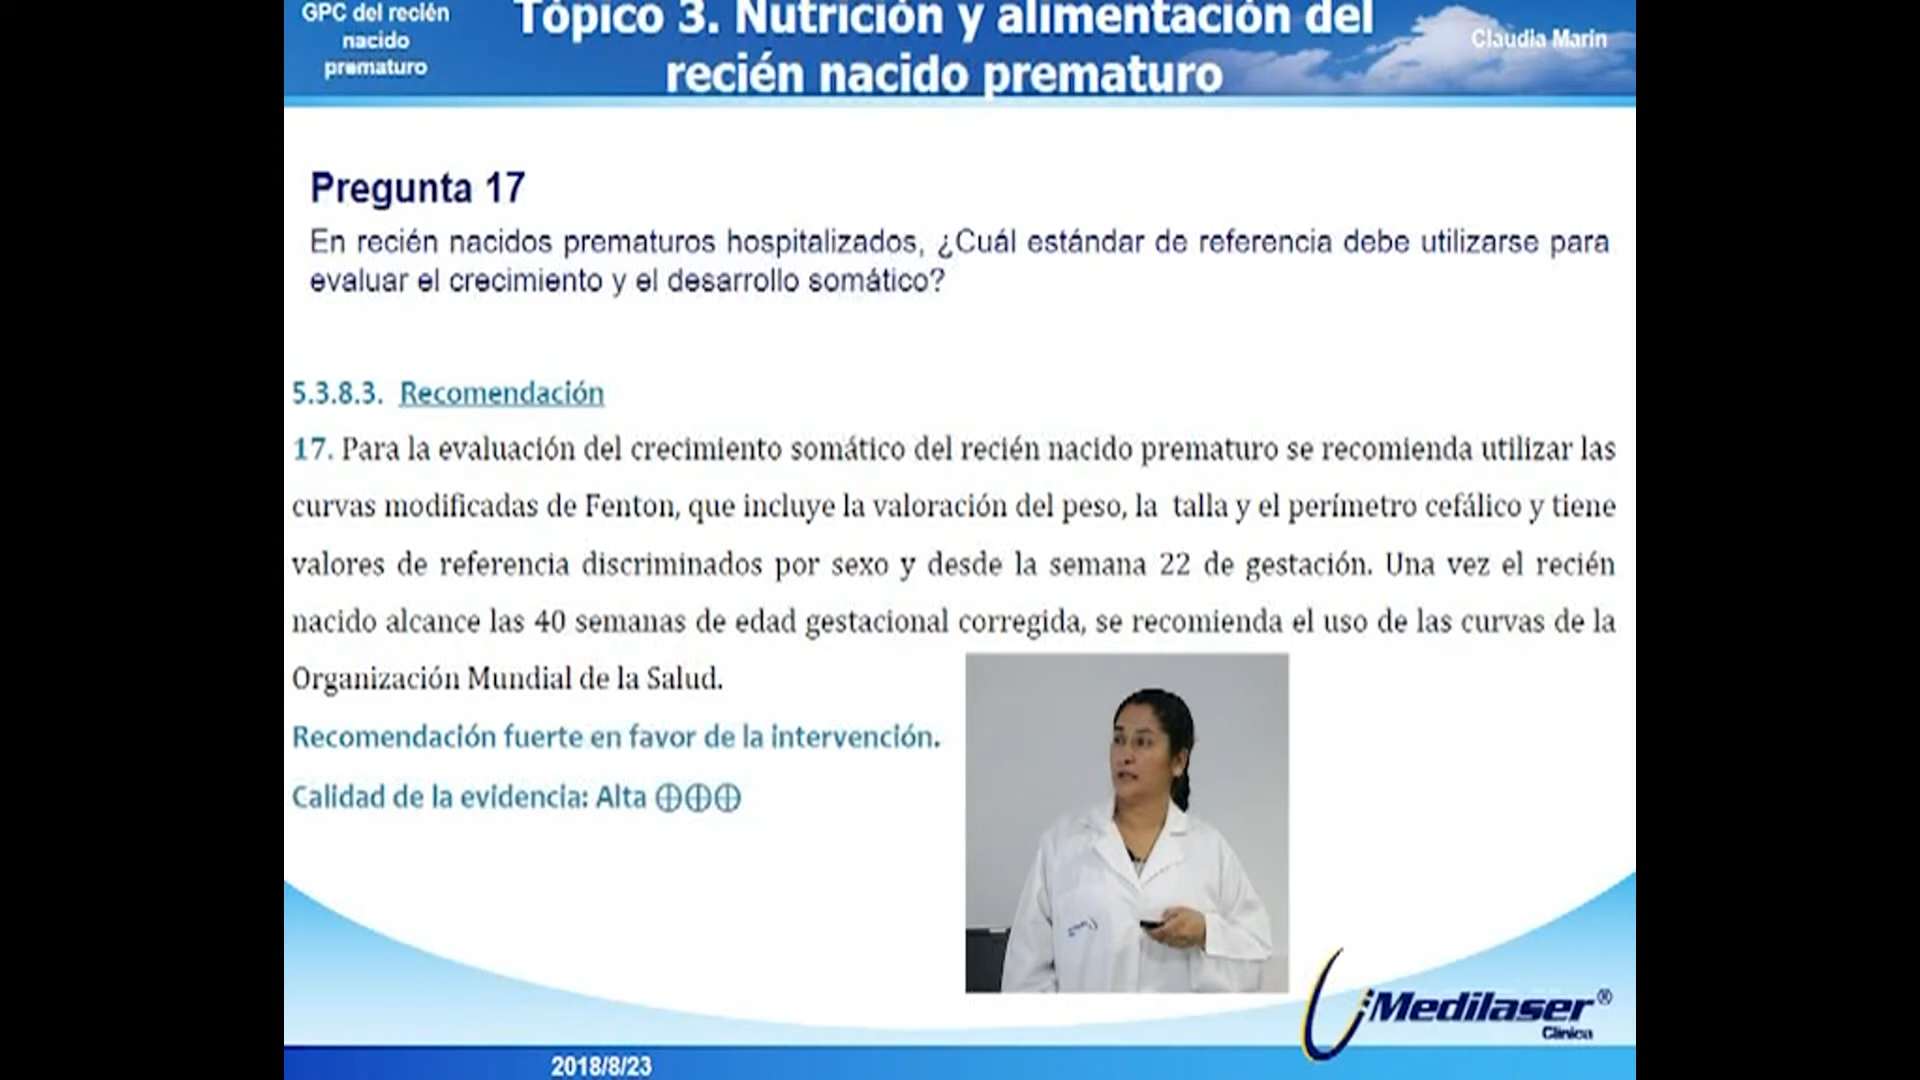 GPC del recién
nacido
prematuro
Tópico 3. Nutrición y alimentación del
recién nacido prematuro
Claudia Marin
Pregunta 17
En recién nacidos prematuros hospitalizados, ¿Cuál estándar de referencia debe utilizarse para
evaluar el crecimiento y el desarrollo somático?
5.3.8.3. Recomendación
17. Para la evaluación del crecimiento somático del recién nacido prematuro se recomienda utilizar las
curvas modificadas de Fenton, que incluye la valoración del peso, la talla y el perímetro cefálico y tiene
valores de referencia discriminados por sexo y desde la semana 22 de gestación. Una vez el recién
nacido alcance las 40 semanas de edad gestacional corregida, se recomienda el uso de las curvas de la
Organización Mundial de la Salud.
Recomendación fuerte en favor de la intervención.
Calidad de la evidencia: Alta ⊕⊕⊕
Medilaser®
Clínica
2018/8/23